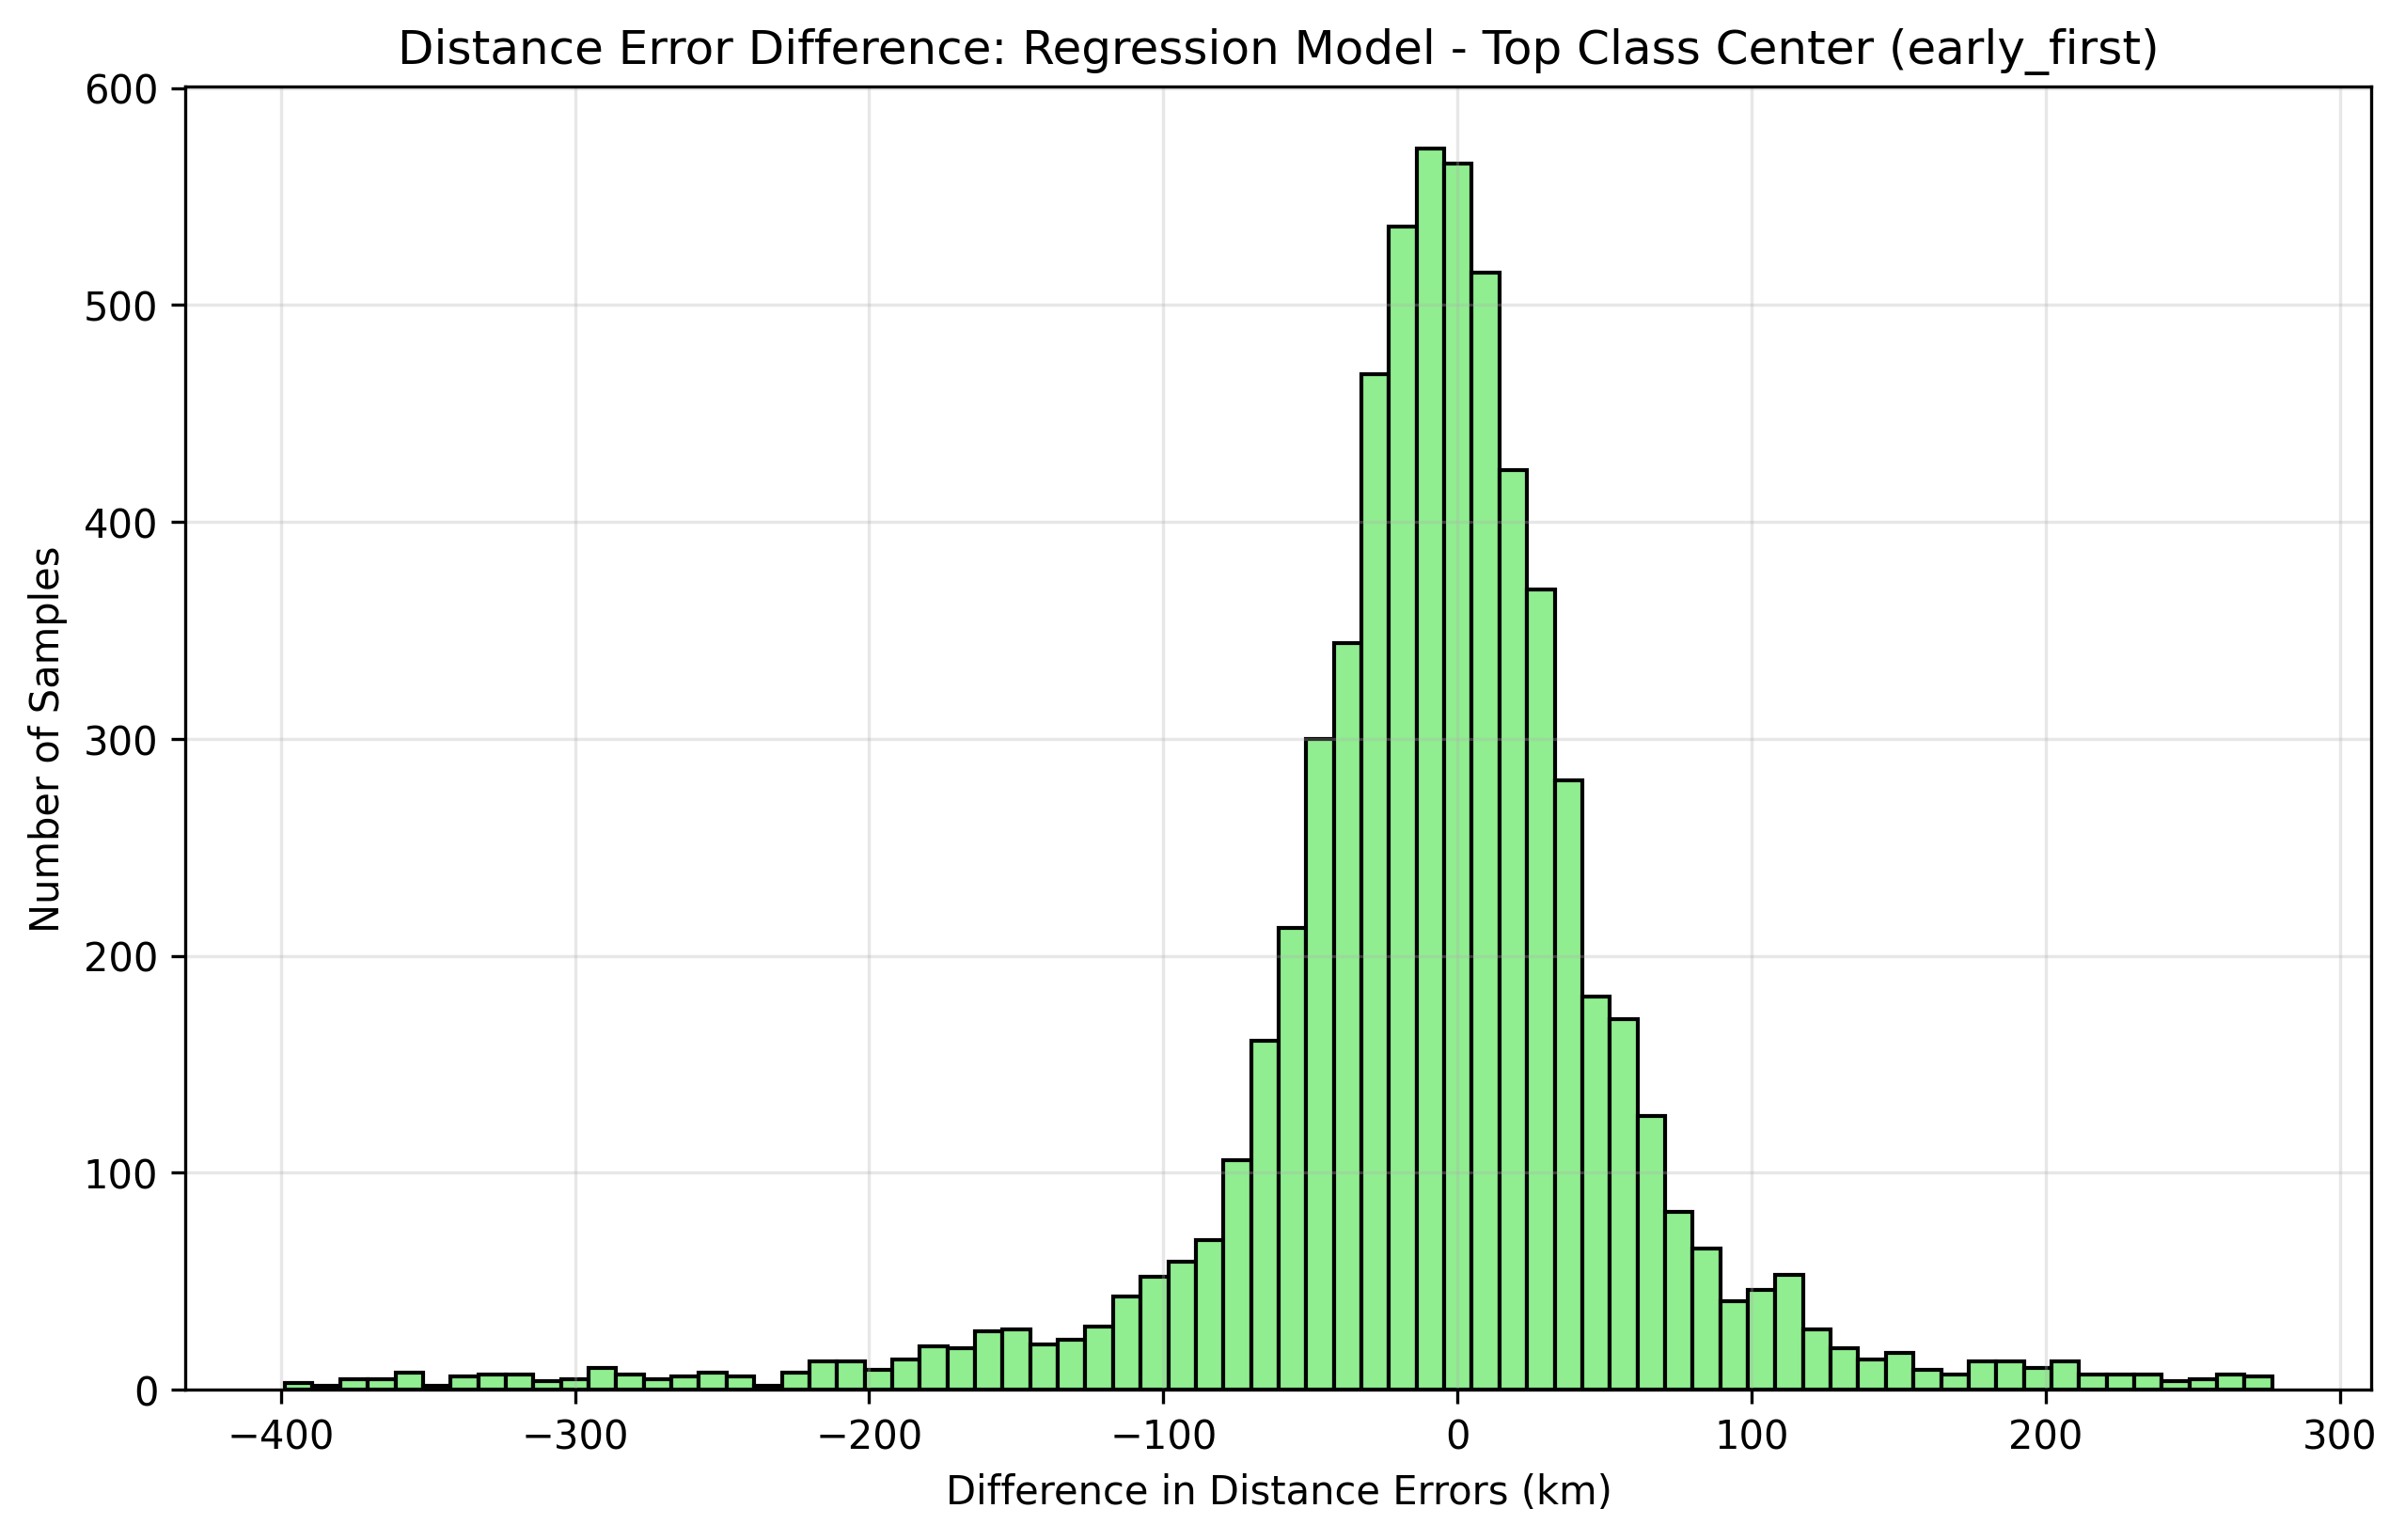 Distance Error Difference: Regression Model - Top Class Center (early_first)
600
500
400
300
200
100
0
Number of Samples
−400 −300 −200 −100 0 100 200 300
Difference in Distance Errors (km)